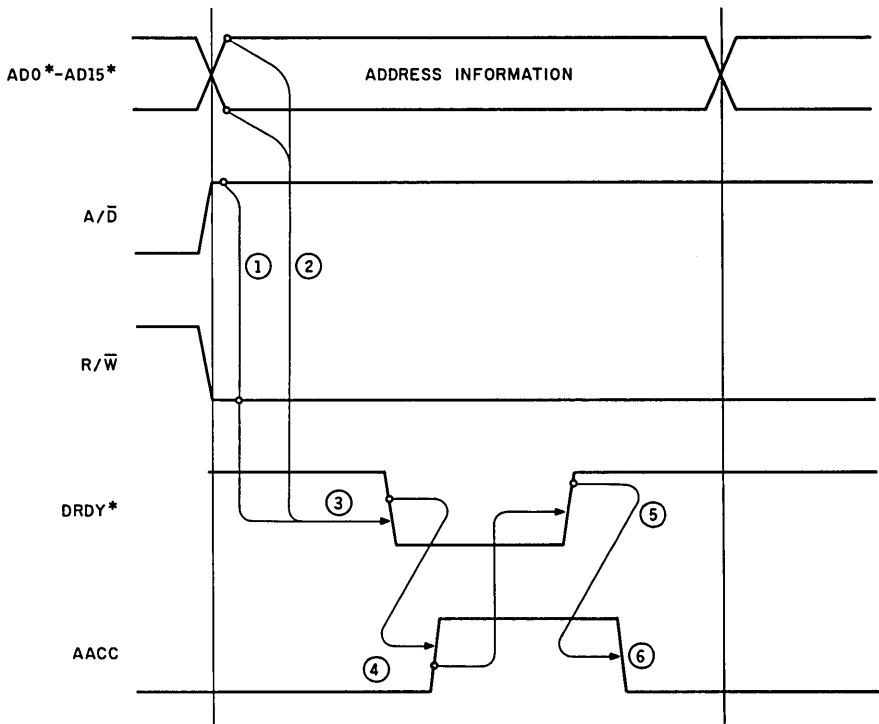 AD0*-AD15*
ADDRESS INFORMATION
A/D̅
①
②
R/W̅
DRDY*
③
⑤
AACC
④
⑥